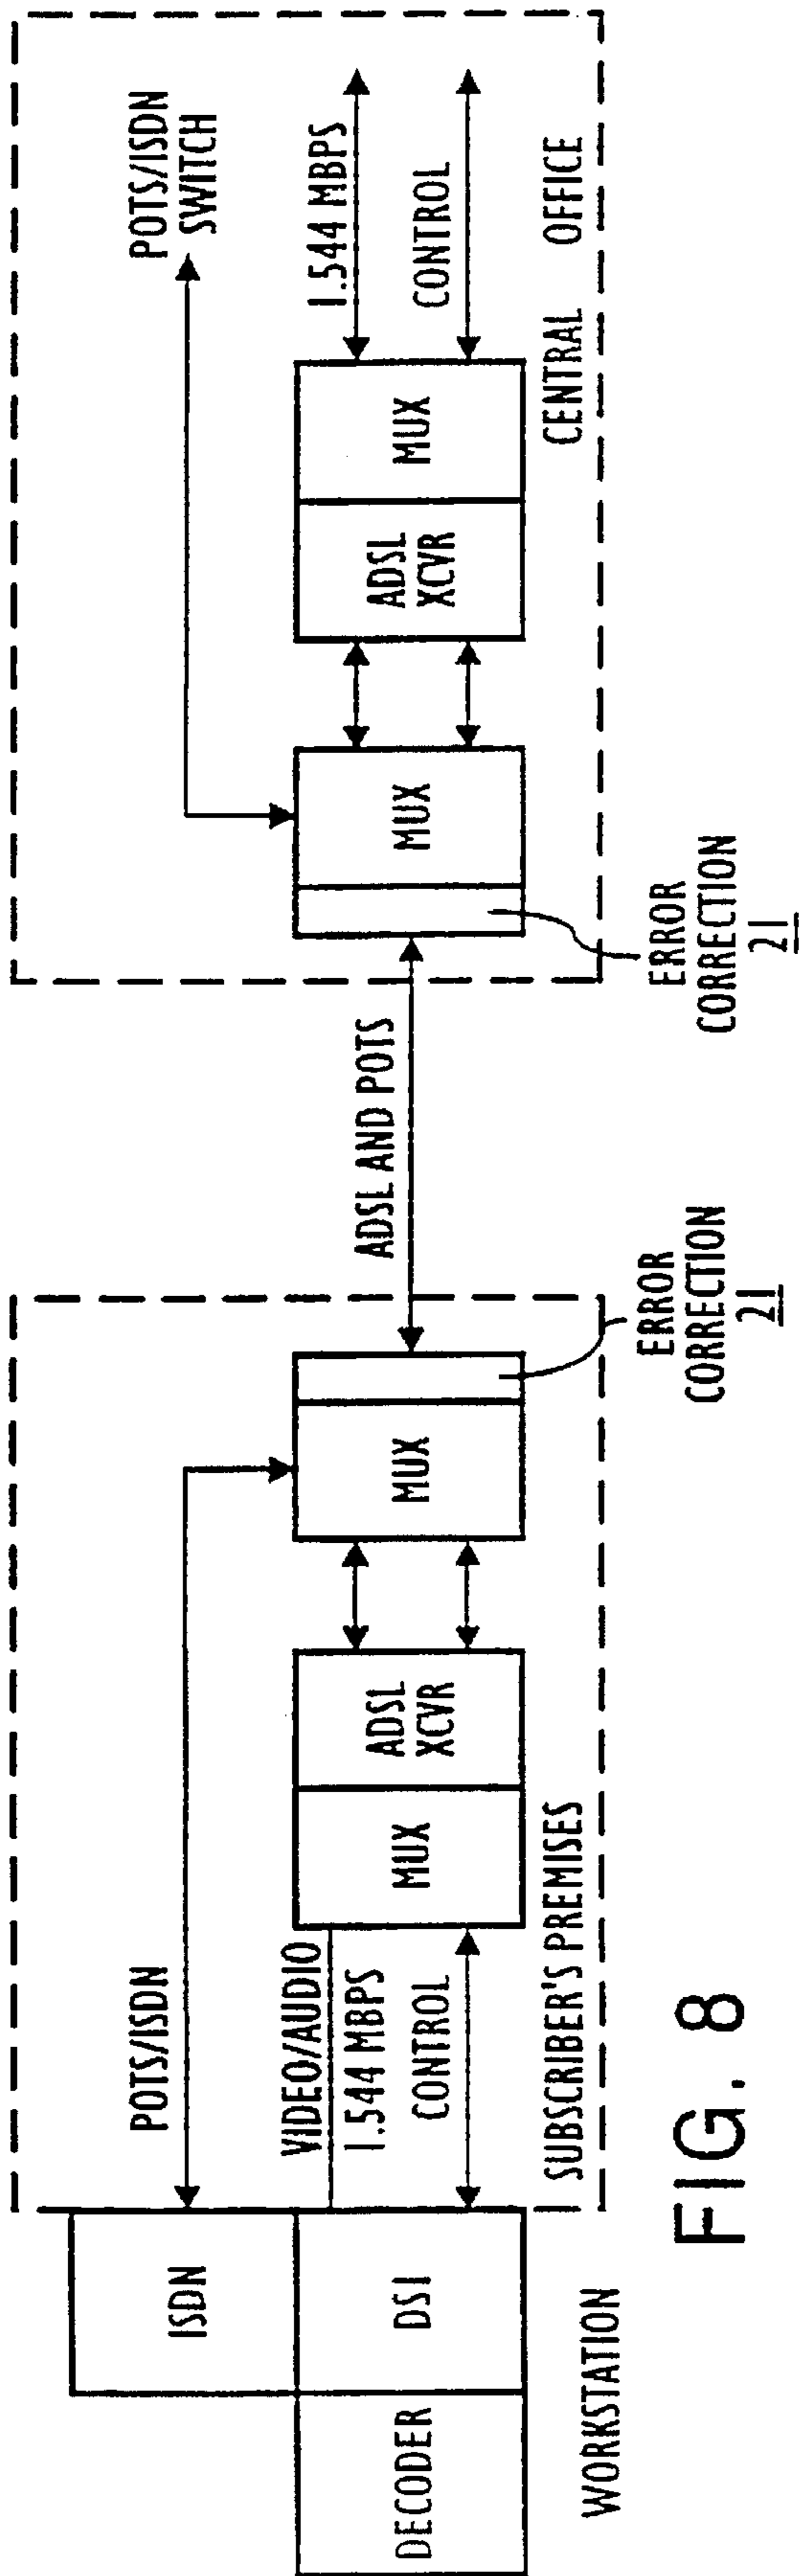 POTS/ISDN
SWITCH
1.544 MBPS
CONTROL
MUX
ADSL
XCVR
CENTRAL OFFICE
MUX
ERROR
CORRECTION
21
ADSL AND POTS
ERROR
CORRECTION
21
MUX
ADSL
XCVR
MUX
SUBSCRIBER'S PREMISES
POTS/ISDN
VIDEO/AUDIO
1.544 MBPS
CONTROL
ISDN
DSI
DECODER
WORKSTATION
FIG. 8